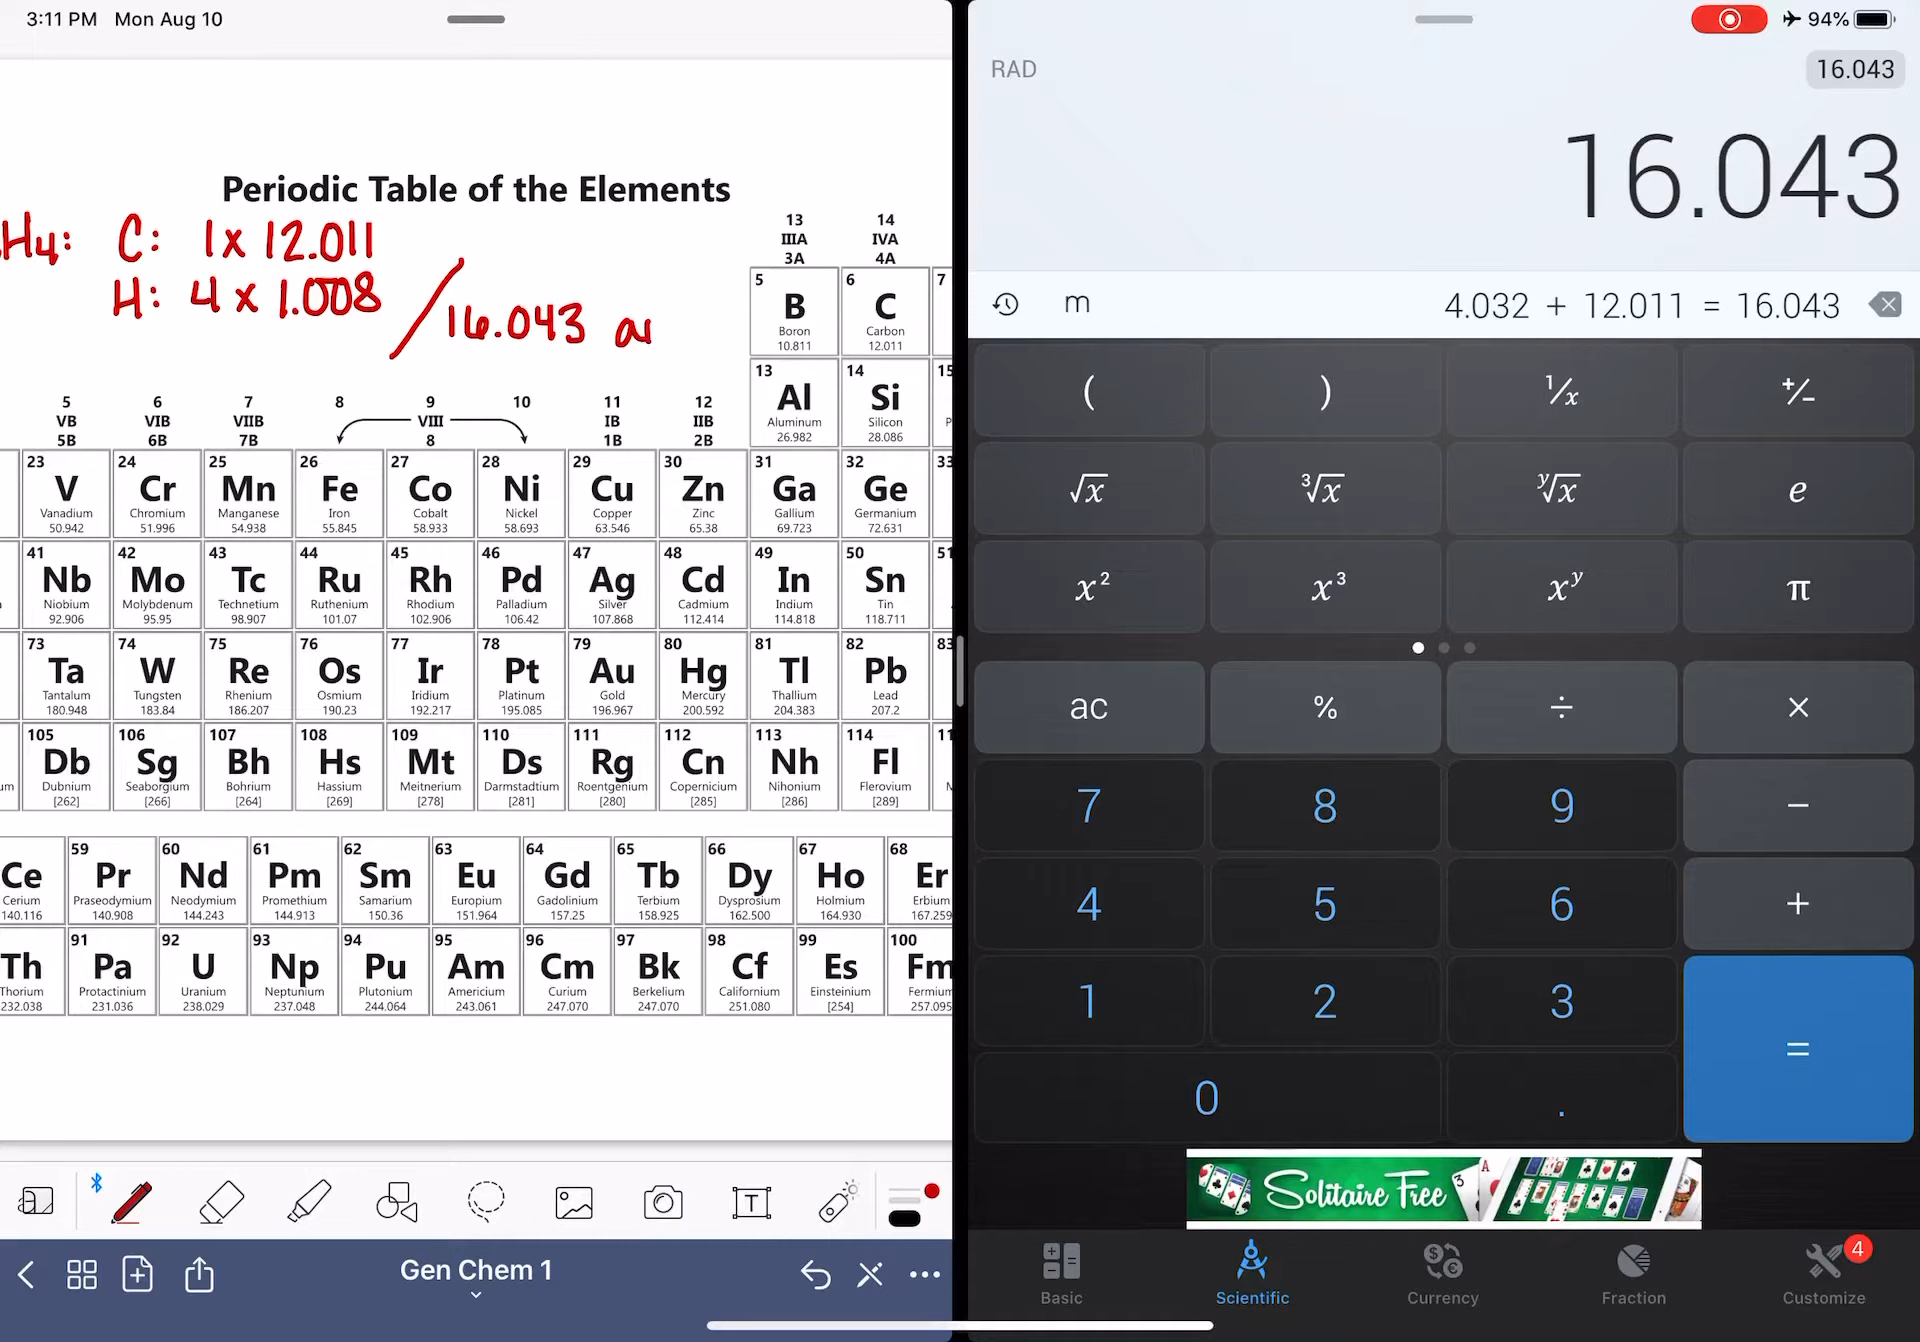 3:11 PM Mon Aug 10
94%
Periodic Table of the Elements
H4: C: 1 x 12.011
H: 4 x 1.008
16.043 a
13 14
IIIA IVA
3A 4A
5 6 7
B C
Boron Carbon
10.811 12.011
13 14 15
Al Si
Aluminum Silicon P
26.982 28.086
5 6 7 8 9 10 11 12
VB VIB VIIB VIII IB IIB
5B 6B 7B 8 1B 2B
23 24 25 26 27 28 29 30 31 32 33
V Cr Mn Fe Co Ni Cu Zn Ga Ge
Vanadium Chromium Manganese Iron Cobalt Nickel Copper Zinc Gallium Germanium
50.942 51.996 54.938 55.845 58.933 58.693 63.546 65.38 69.723 72.631
41 42 43 44 45 46 47 48 49 50 51
Nb Mo Tc Ru Rh Pd Ag Cd In Sn
Niobium Molybdenum Technetium Ruthenium Rhodium Palladium Silver Cadmium Indium Tin
92.906 95.95 98.907 101.07 102.906 106.42 107.868 112.414 114.818 118.711
73 74 75 76 77 78 79 80 81 82 83
Ta W Re Os Ir Pt Au Hg Tl Pb
Tantalum Tungsten Rhenium Osmium Iridium Platinum Gold Mercury Thallium Lead
180.948 183.84 186.207 190.23 192.217 195.085 196.967 200.592 204.383 207.2
105 106 107 108 109 110 111 112 113 114 11
Db Sg Bh Hs Mt Ds Rg Cn Nh Fl
um Dubnium Seaborgium Bohrium Hassium Meitnerium Darmstadtium Roentgenium Copernicium Nihonium Flerovium M
[262] [266] [264] [269] [278] [281] [280] [285] [286] [289]
59 60 61 62 63 64 65 66 67 68
Ce Pr Nd Pm Sm Eu Gd Tb Dy Ho Er
Cerium Praseodymium Neodymium Promethium Samarium Europium Gadolinium Terbium Dysprosium Holmium Erbium
140.116 140.908 144.243 144.913 150.36 151.964 157.25 158.925 162.500 164.930 167.259
91 92 93 94 95 96 97 98 99 100
Th Pa U Np Pu Am Cm Bk Cf Es Fm
Thorium Protactinium Uranium Neptunium Plutonium Americium Curium Berkelium Californium Einsteinium Fermium
232.038 231.036 238.029 237.048 244.064 243.061 247.070 247.070 251.080 [254] 257.095
T
Gen Chem 1
RAD
16.043
16.043
m 4.032 + 12.011 = 16.043
( ) 1/x +/-
√x ³√x ʸ√x e
x² x³ xʸ π
ac % ÷ ×
7 8 9 −
4 5 6 +
1 2 3 =
0 .
Solitaire Free
4
Basic Scientific Currency Fraction Customize